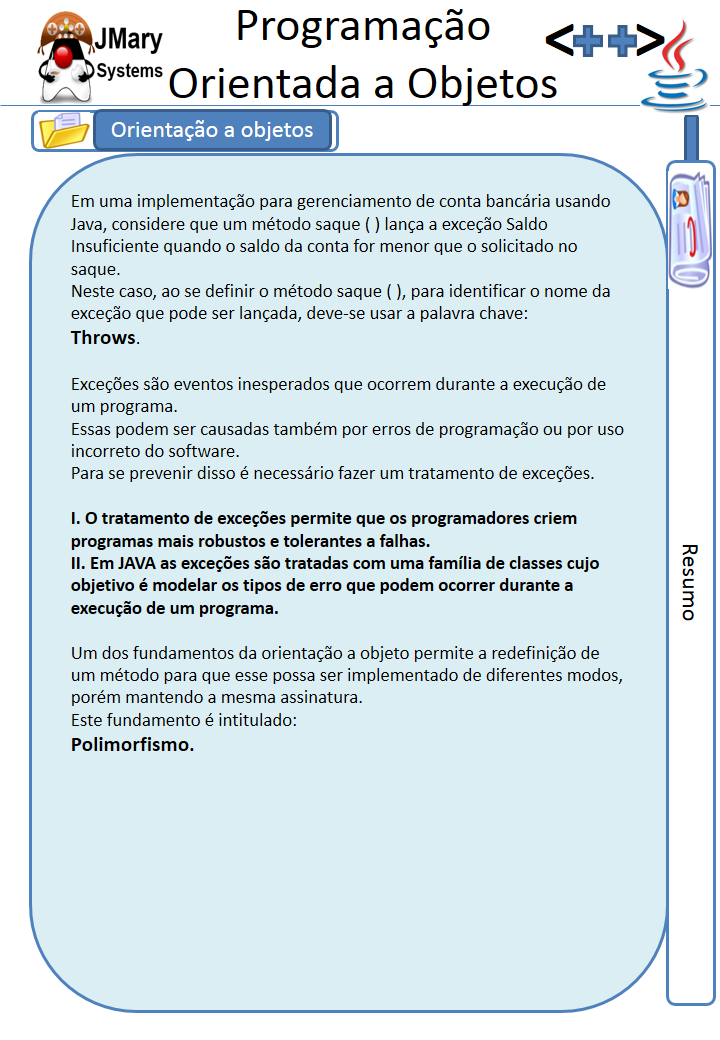 JMary
Systems
Programação
Orientada a Objetos
<++>
Orientação a objetos
Em uma implementação para gerenciamento de conta bancária usando
Java, considere que um método saque ( ) lança a exceção Saldo
Insuficiente quando o saldo da conta for menor que o solicitado no
saque.
Neste caso, ao se definir o método saque ( ), para identificar o nome da
exceção que pode ser lançada, deve-se usar a palavra chave:
Throws.
Exceções são eventos inesperados que ocorrem durante a execução de
um programa.
Essas podem ser causadas também por erros de programação ou por uso
incorreto do software.
Para se prevenir disso é necessário fazer um tratamento de exceções.
I. O tratamento de exceções permite que os programadores criem
programas mais robustos e tolerantes a falhas.
II. Em JAVA as exceções são tratadas com uma família de classes cujo
objetivo é modelar os tipos de erro que podem ocorrer durante a
execução de um programa.
Um dos fundamentos da orientação a objeto permite a redefinição de
um método para que esse possa ser implementado de diferentes modos,
porém mantendo a mesma assinatura.
Este fundamento é intitulado:
Polimorfismo.
Resumo